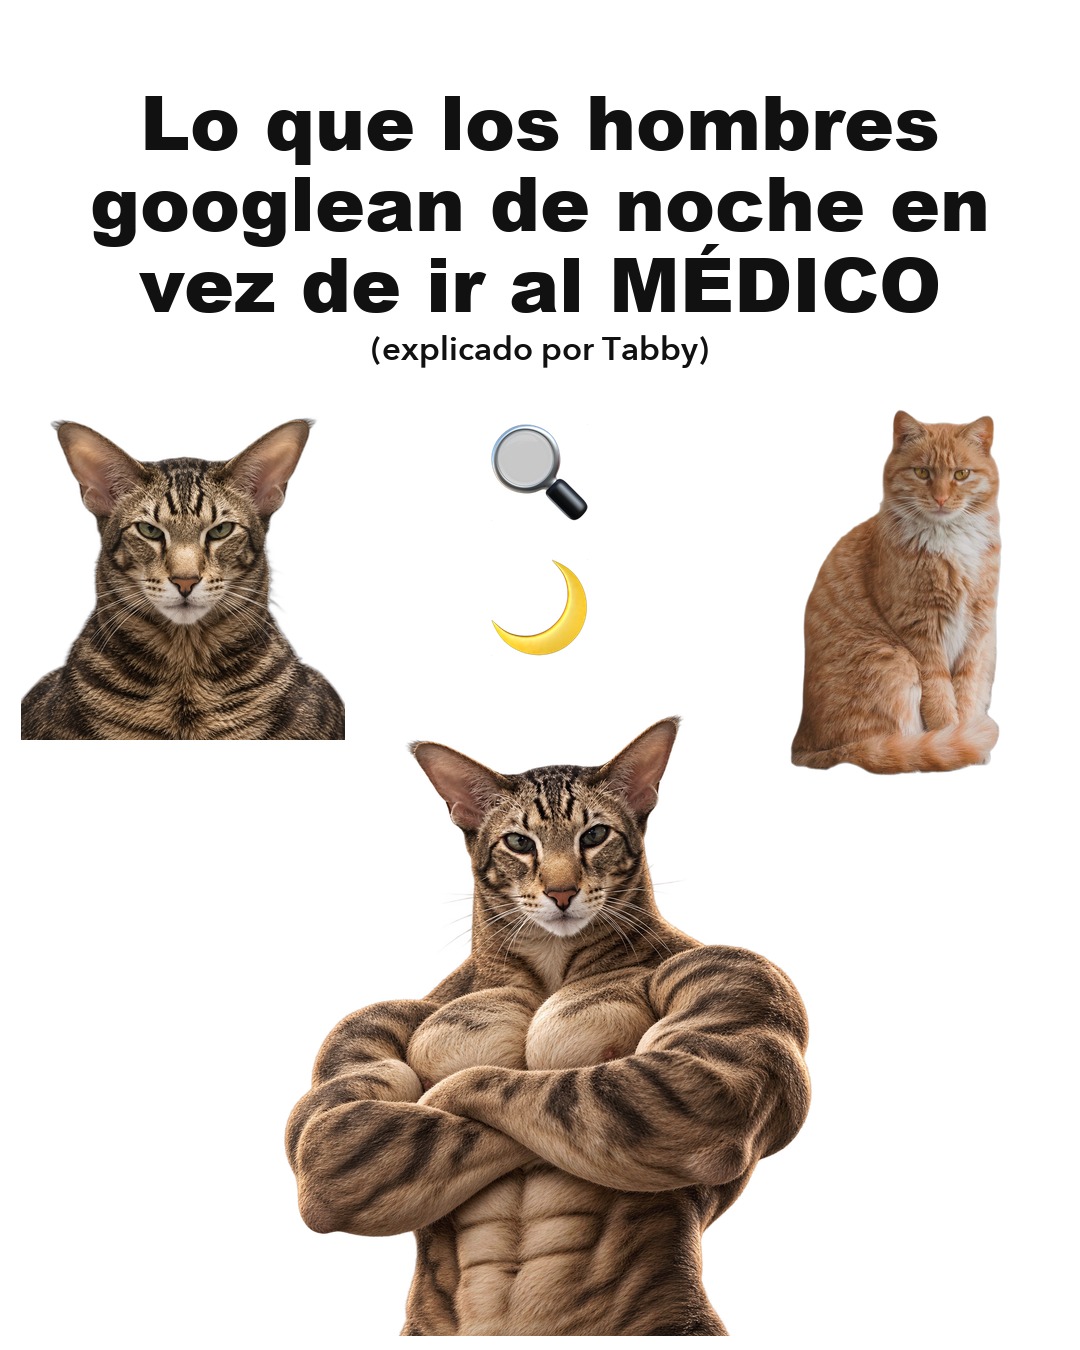 Lo que los hombres
googlean de noche en
vez de ir al MÉDICO
(explicado por Tabby)